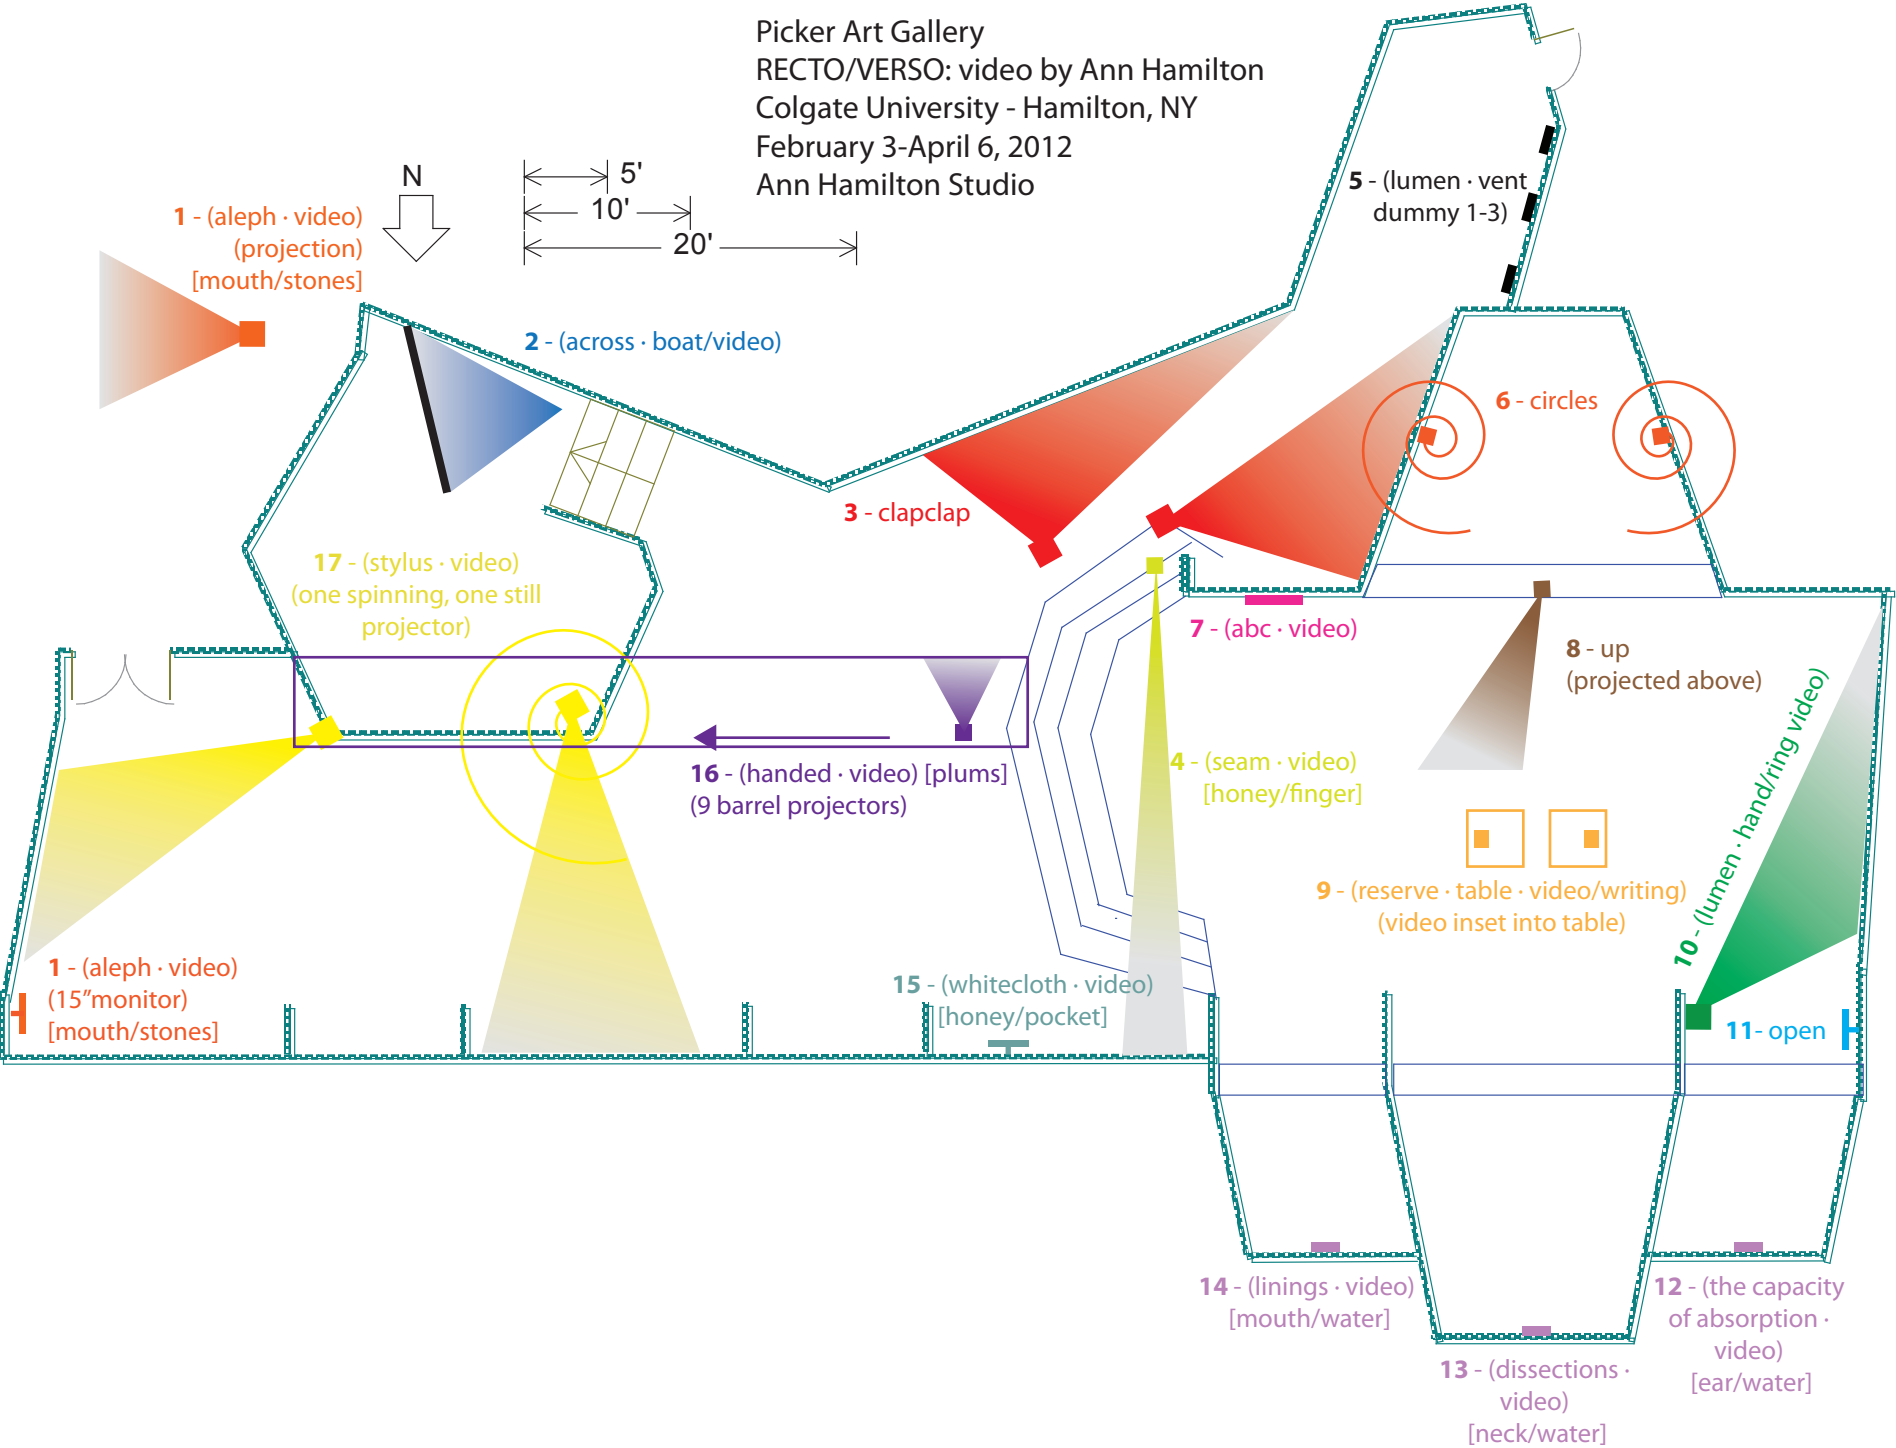 Picker Art Gallery
RECTO/VERSO: video by Ann Hamilton
Colgate University - Hamilton, NY
February 3-April 6, 2012
Ann Hamilton Studio
N
5'
10'
20'
1 - (aleph · video)
(projection)
[mouth/stones]
2 - (across · boat/video)
3 - clapclap
5 - (lumen · vent
dummy 1-3)
6 - circles
17 - (stylus · video)
(one spinning, one still
projector)
7 - (abc · video)
8 - up
(projected above)
16 - (handed · video) [plums]
(9 barrel projectors)
4 - (seam · video)
[honey/finger]
9 - (reserve · table · video/writing)
(video inset into table)
10 - (lumen · hand/ring video)
1 - (aleph · video)
(15”monitor)
[mouth/stones]
15 - (whitecloth · video)
[honey/pocket]
11- open
14 - (linings · video)
[mouth/water]
13 - (dissections ·
video)
[neck/water]
12 - (the capacity
of absorption ·
video)
[ear/water]